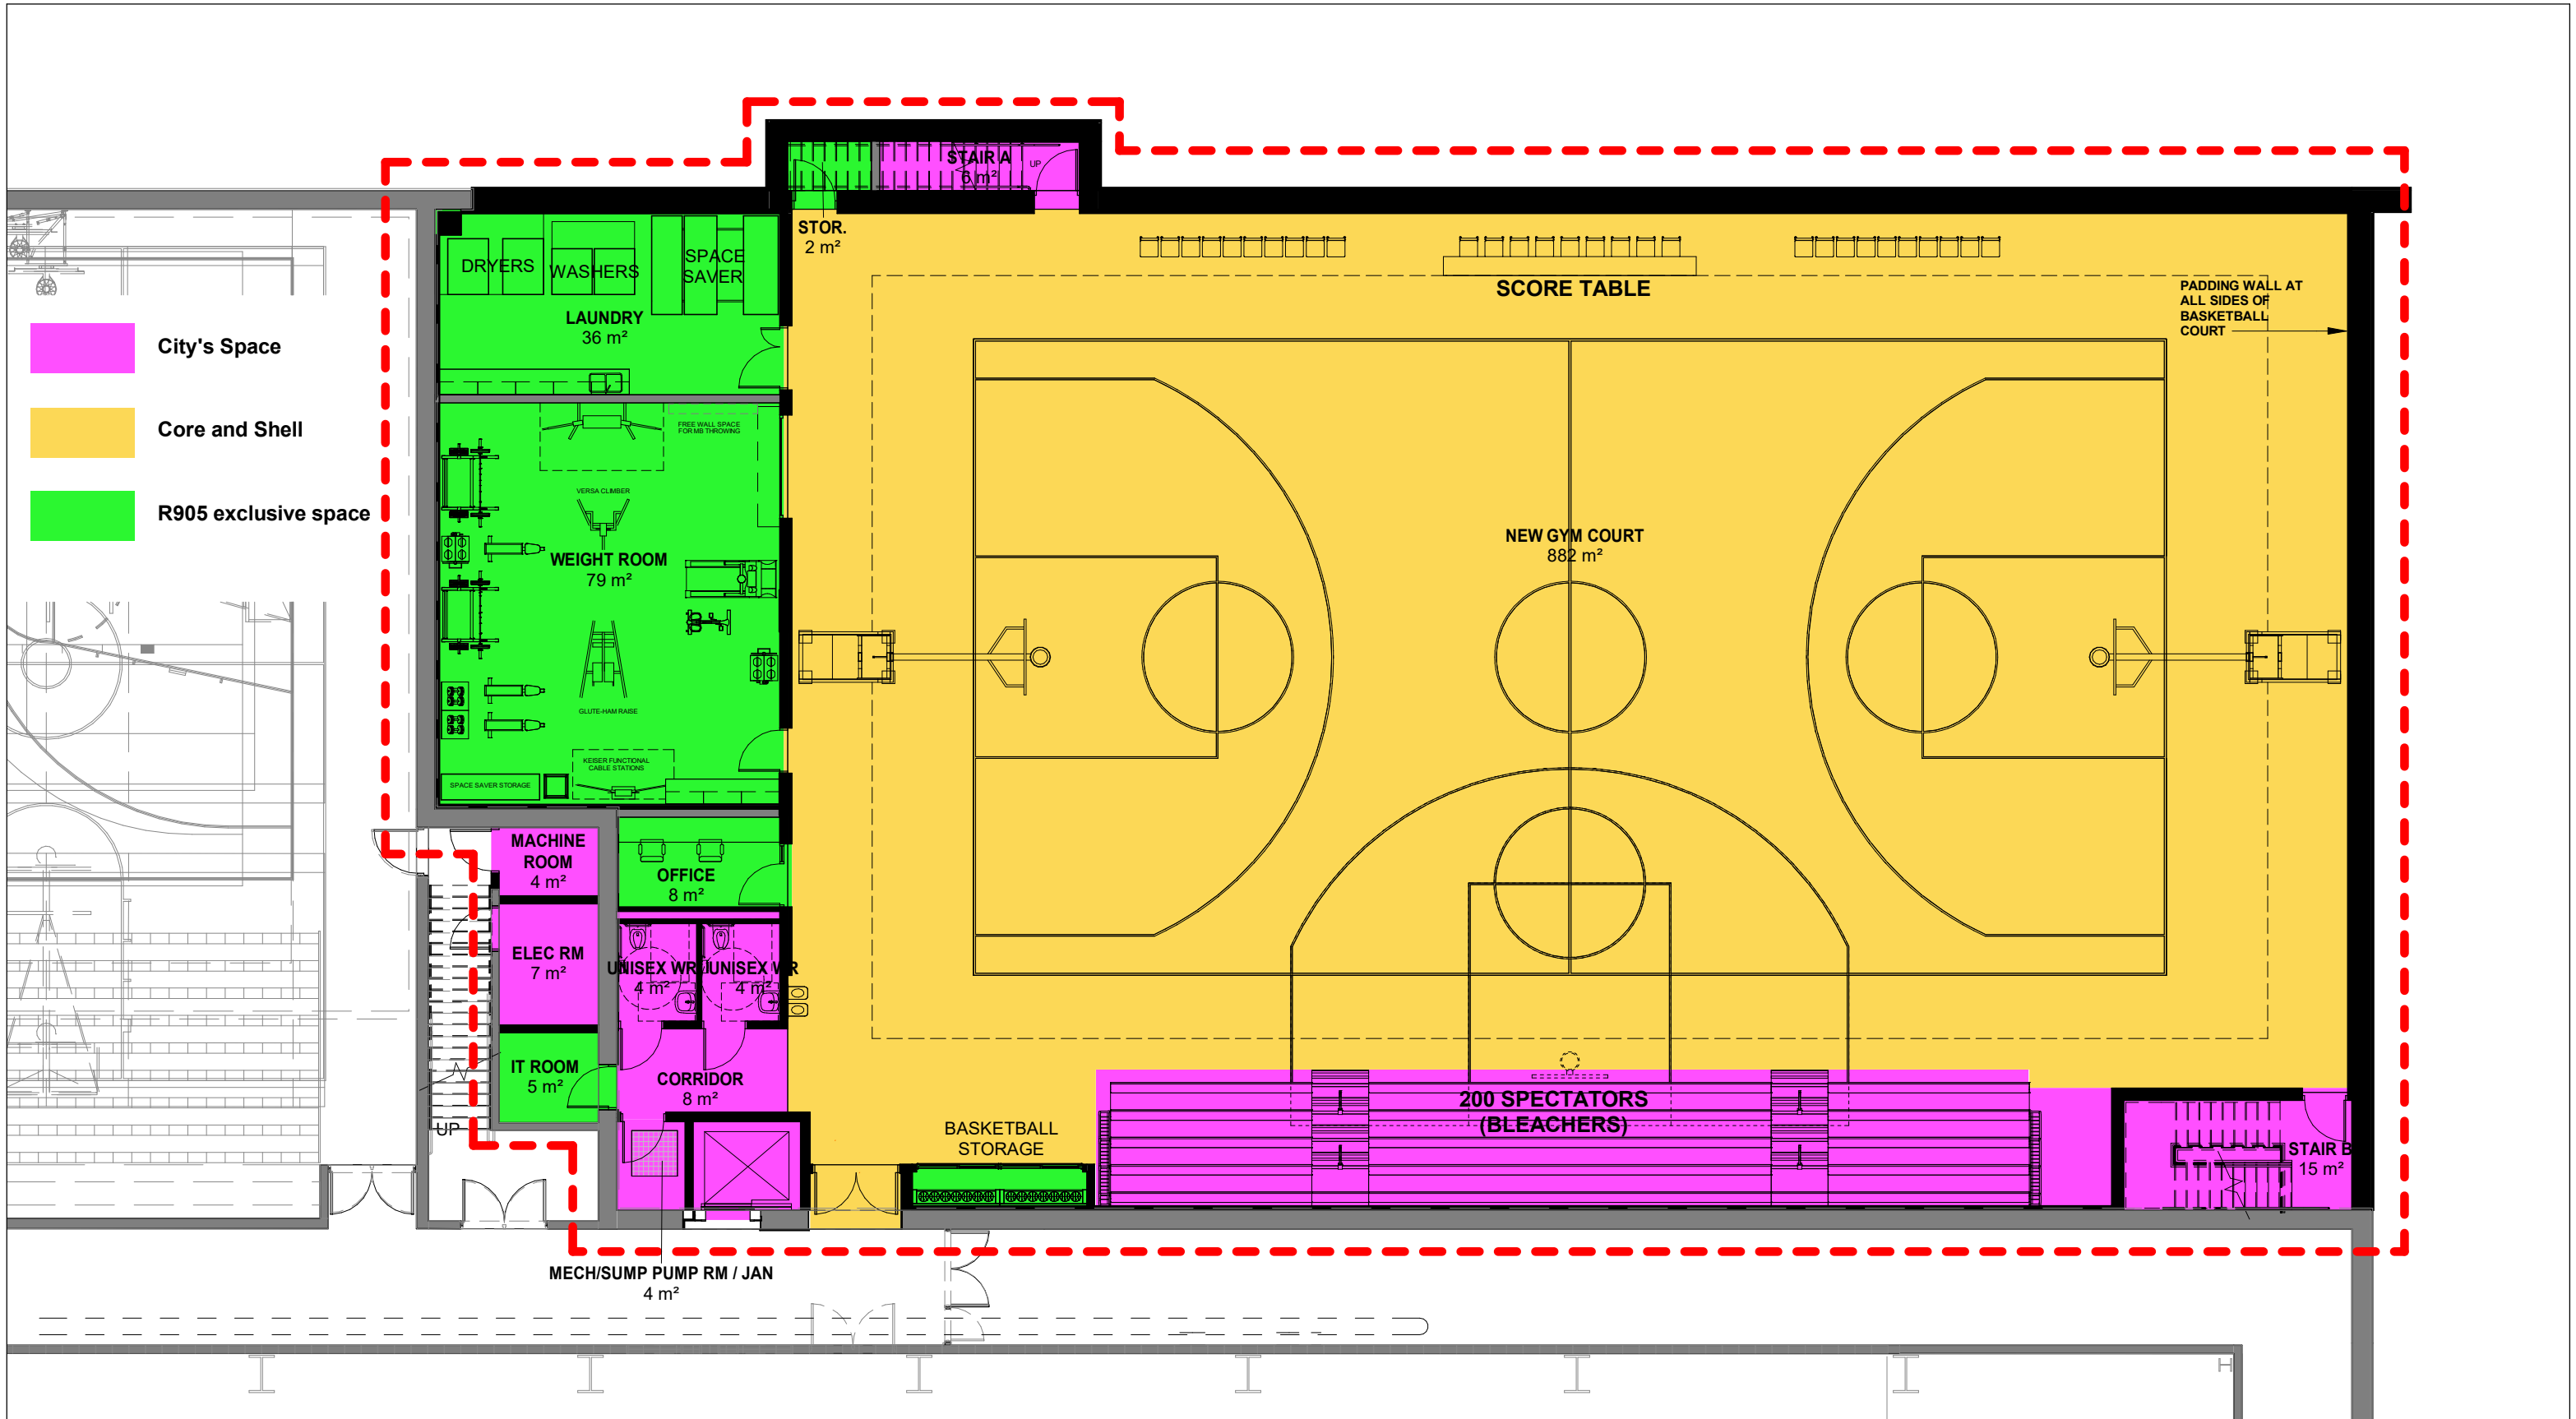 STAIR A
6 m²
UP
STOR.
2 m²
DRYERS
WASHERS
SPACE
SAVER
LAUNDRY
36 m²
SCORE TABLE
PADDING WALL AT
ALL SIDES OF
BASKETBALL
COURT
City's Space
Core and Shell
R905 exclusive space
FREE WALL SPACE
FOR MB THROWING
VERSA CLIMBER
WEIGHT ROOM
79 m²
NEW GYM COURT
882 m²
GLUTE-HAM RAISE
KEISER FUNCTIONAL
CABLE STATIONS
SPACE SAVER STORAGE
MACHINE
ROOM
4 m²
OFFICE
8 m²
ELEC RM
7 m²
UNISEX WR
4 m²
UNISEX WR
4 m²
IT ROOM
5 m²
CORRIDOR
8 m²
UP
BASKETBALL
STORAGE
200 SPECTATORS
(BLEACHERS)
STAIR B
15 m²
MECH/SUMP PUMP RM / JAN
4 m²